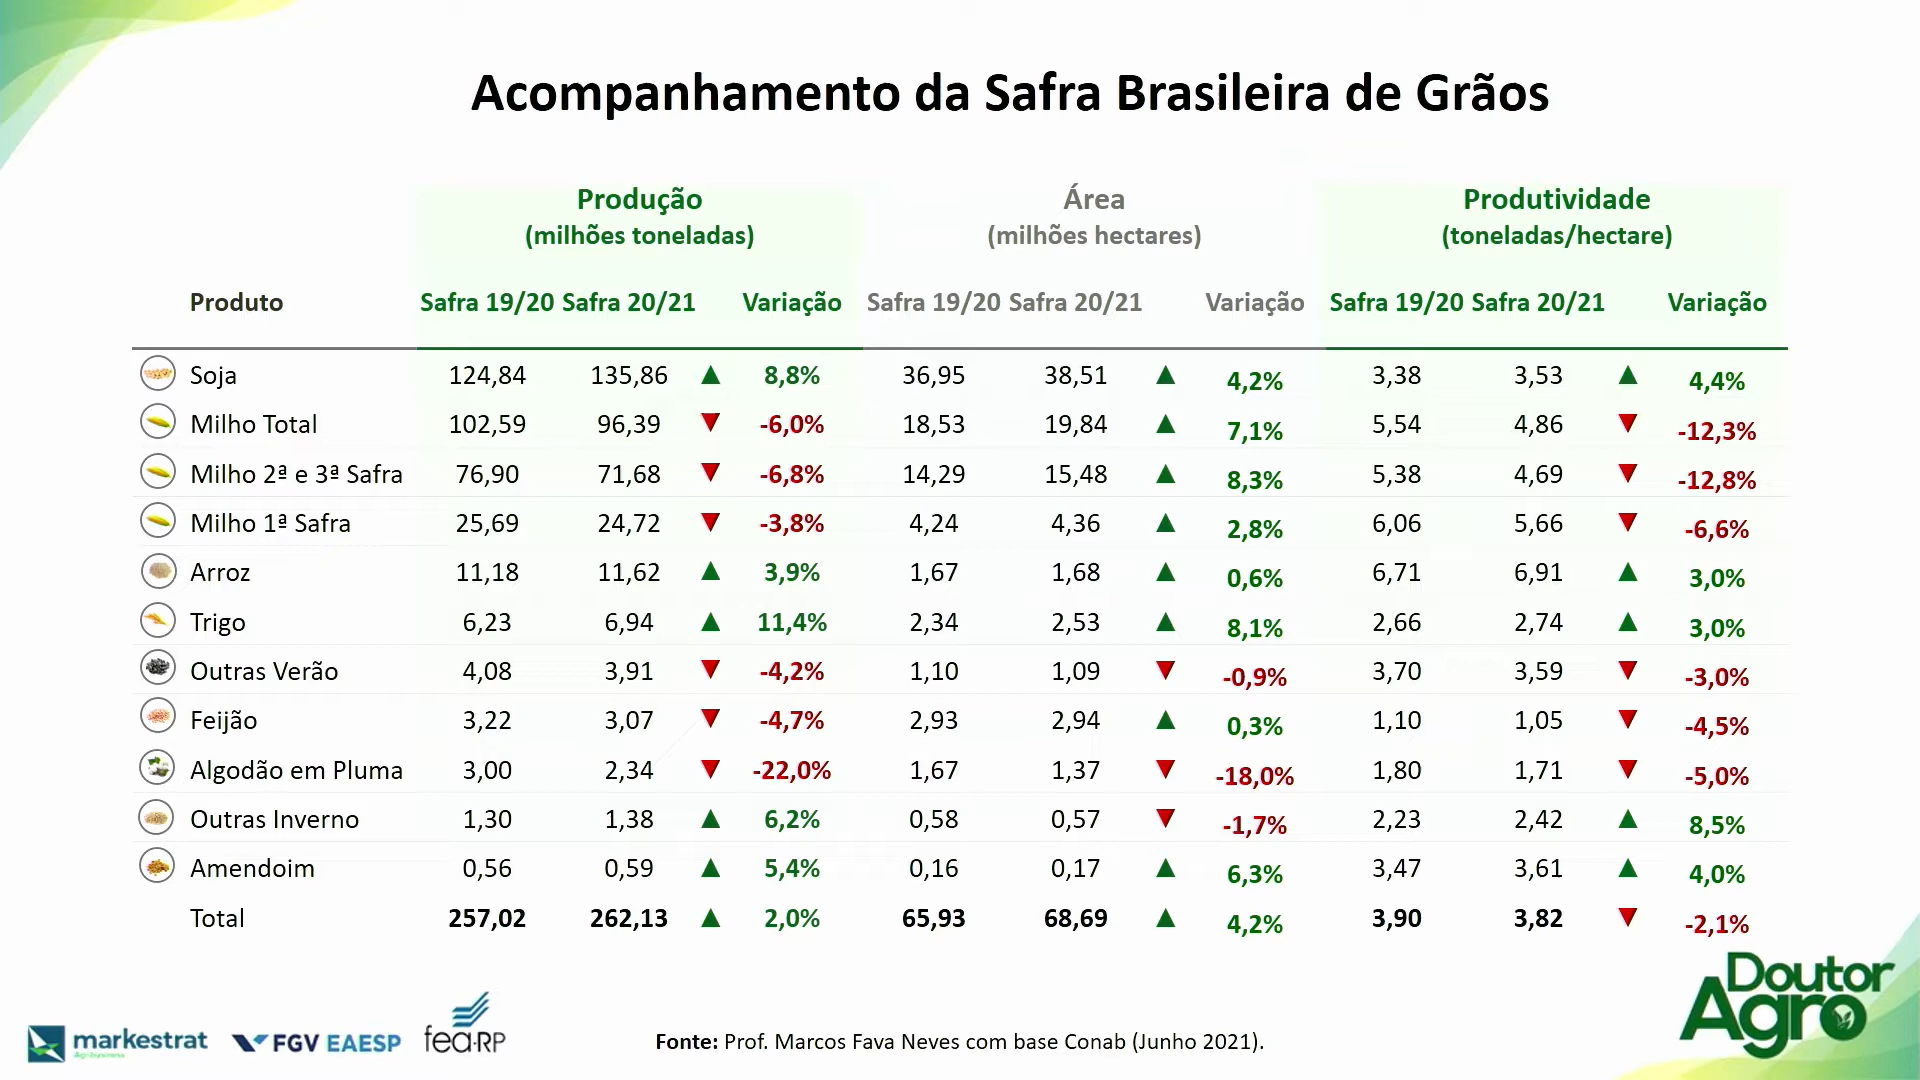 Acompanhamento da Safra Brasileira de Grãos
Produção Área Produtividade
(milhões toneladas) (milhões hectares) (toneladas/hectare)
Produto Safra 19/20 Safra 20/21 Variação Safra 19/20 Safra 20/21 Variação Safra 19/20 Safra 20/21 Variação
Soja 124,84 135,86 ▲ 8,8% 36,95 38,51 ▲ 4,2% 3,38 3,53 ▲ 4,4%
Milho Total 102,59 96,39 ▼ -6,0% 18,53 19,84 ▲ 7,1% 5,54 4,86 ▼ -12,3%
Milho 2ª e 3ª Safra 76,90 71,68 ▼ -6,8% 14,29 15,48 ▲ 8,3% 5,38 4,69 ▼ -12,8%
Milho 1ª Safra 25,69 24,72 ▼ -3,8% 4,24 4,36 ▲ 2,8% 6,06 5,66 ▼ -6,6%
Arroz 11,18 11,62 ▲ 3,9% 1,67 1,68 ▲ 0,6% 6,71 6,91 ▲ 3,0%
Trigo 6,23 6,94 ▲ 11,4% 2,34 2,53 ▲ 8,1% 2,66 2,74 ▲ 3,0%
Outras Verão 4,08 3,91 ▼ -4,2% 1,10 1,09 ▼ -0,9% 3,70 3,59 ▼ -3,0%
Feijão 3,22 3,07 ▼ -4,7% 2,93 2,94 ▲ 0,3% 1,10 1,05 ▼ -4,5%
Algodão em Pluma 3,00 2,34 ▼ -22,0% 1,67 1,37 ▼ -18,0% 1,80 1,71 ▼ -5,0%
Outras Inverno 1,30 1,38 ▲ 6,2% 0,58 0,57 ▼ -1,7% 2,23 2,42 ▲ 8,5%
Amendoim 0,56 0,59 ▲ 5,4% 0,16 0,17 ▲ 6,3% 3,47 3,61 ▲ 4,0%
Total 257,02 262,13 ▲ 2,0% 65,93 68,69 ▲ 4,2% 3,90 3,82 ▼ -2,1%
markestrat
Agribusiness
FGV EAESP
fea-RP
Fonte: Prof. Marcos Fava Neves com base Conab (Junho 2021).
Doutor
Agro